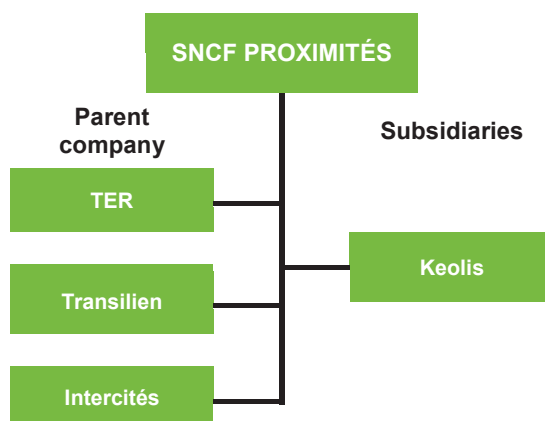 SNCF PROXIMITÉS
Parent
company
Subsidiaries
TER
Keolis
Transilien
Intercités